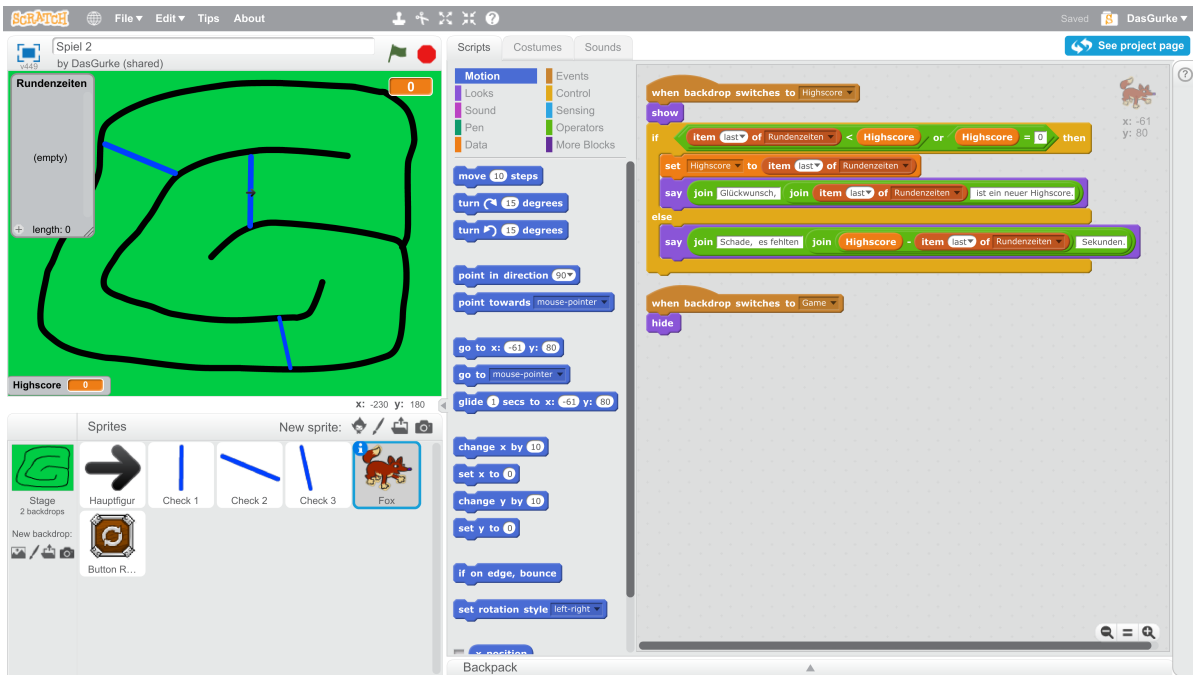 SCRATCH File Edit Tips About Saved DasGurke
Spiel 2
v449 by DasGurke (shared)
Scripts Costumes Sounds See project page
Rundenzeiten
0
(empty)
+ length: 0
Highscore 0
x: -230 y: 180
Sprites New sprite:
Stage
2 backdrops
New backdrop:
Hauptfigur Check 1 Check 2 Check 3 Fox
Button R...
Motion Events
Looks Control
Sound Sensing
Pen Operators
Data More Blocks
move 10 steps
turn 15 degrees
turn 15 degrees
point in direction 90
point towards mouse-pointer
go to x: -61 y: 80
go to mouse-pointer
glide 1 secs to x: -61 y: 80
change x by 10
set x to 0
change y by 10
set y to 0
if on edge, bounce
set rotation style left-right
x position
when backdrop switches to Highscore
show
if item last of Rundenzeiten < Highscore or Highscore = 0 then
set Highscore to item last of Rundenzeiten
say join Glückwunsch, join item last of Rundenzeiten ist ein neuer Highscore.
else
say join Schade, es fehlten join Highscore - item last of Rundenzeiten Sekunden.
when backdrop switches to Game
hide
x: -61
y: 80
Backpack